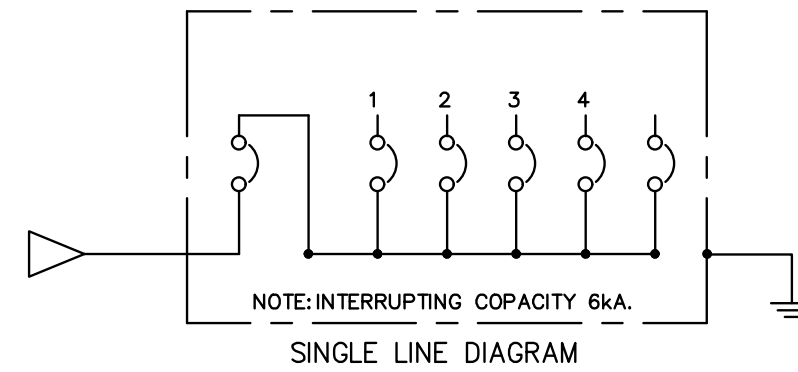 1 2 3 4
NOTE: INTERRUPTING COPACITY 6kA.
SINGLE LINE DIAGRAM